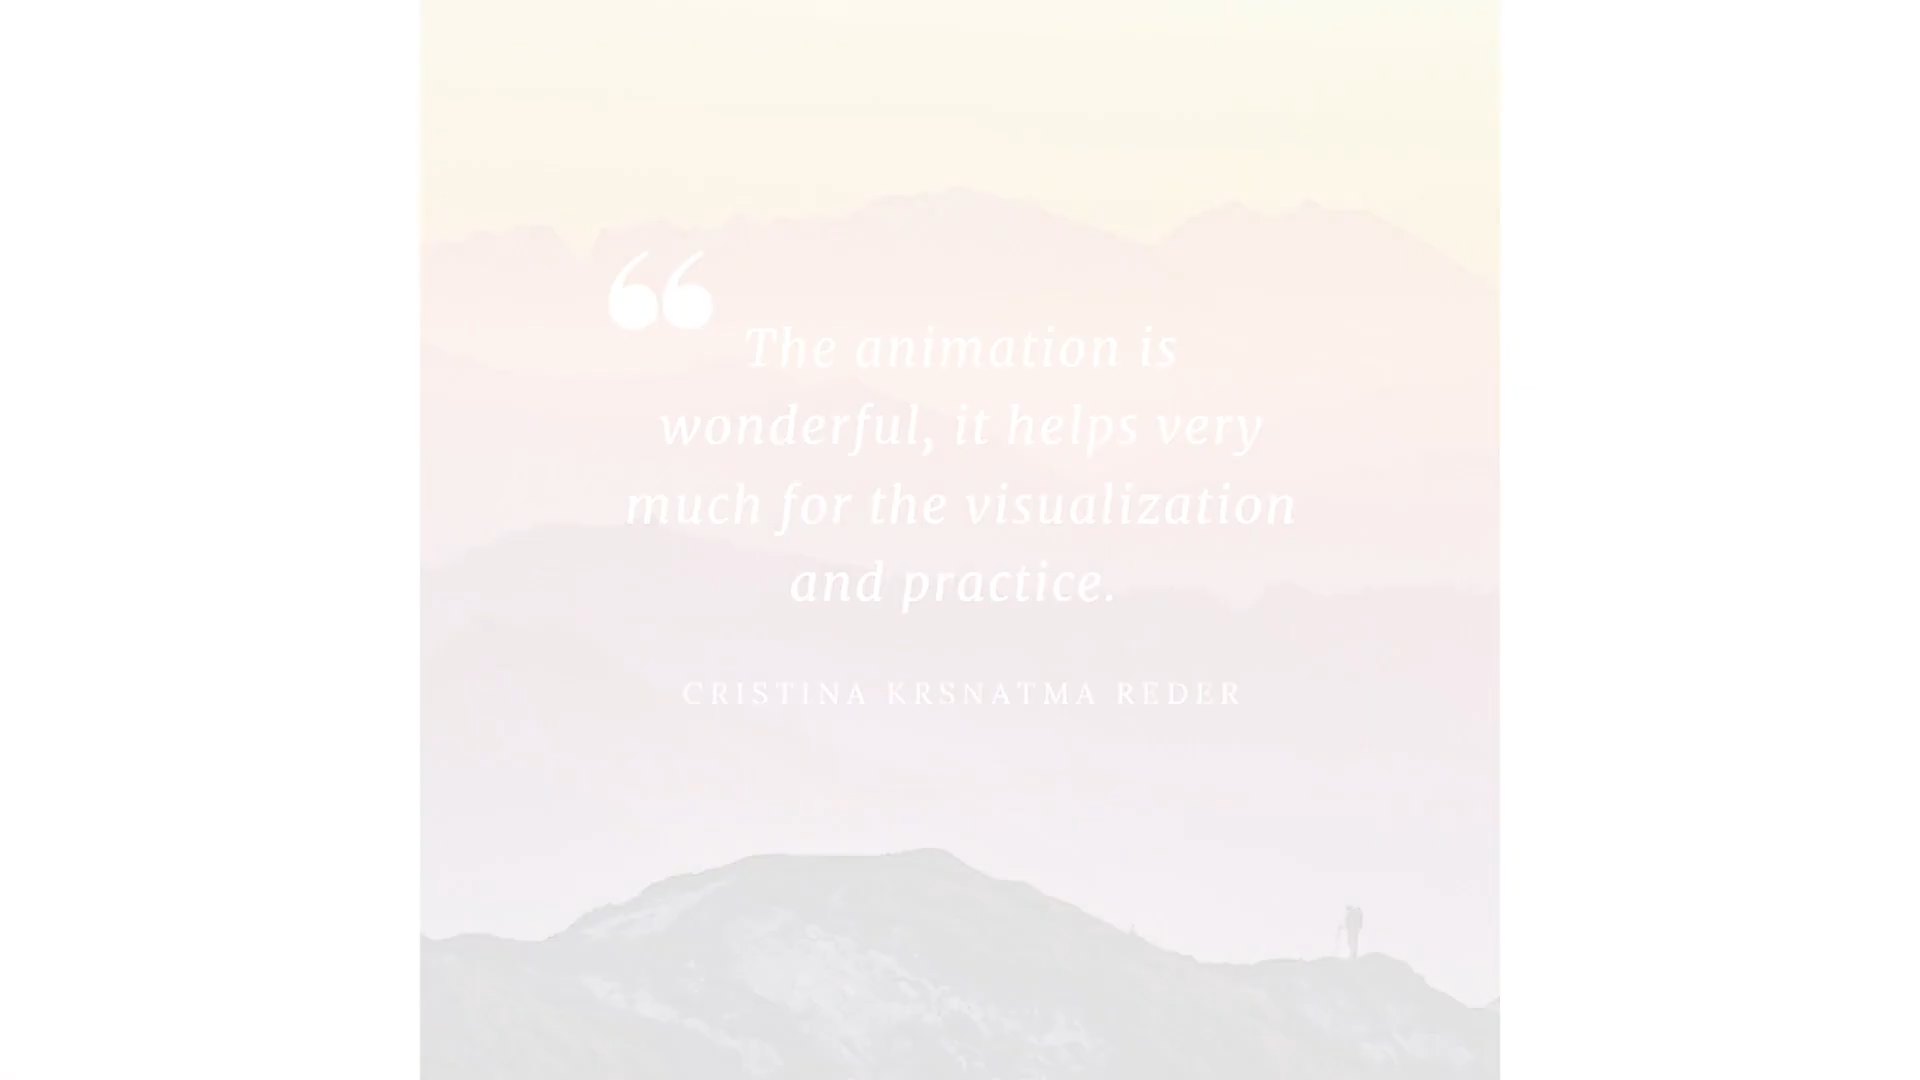 “
The animation is
wonderful, it helps very
much for the visualization
and practice.
CRISTINA KRSNATMA REDER